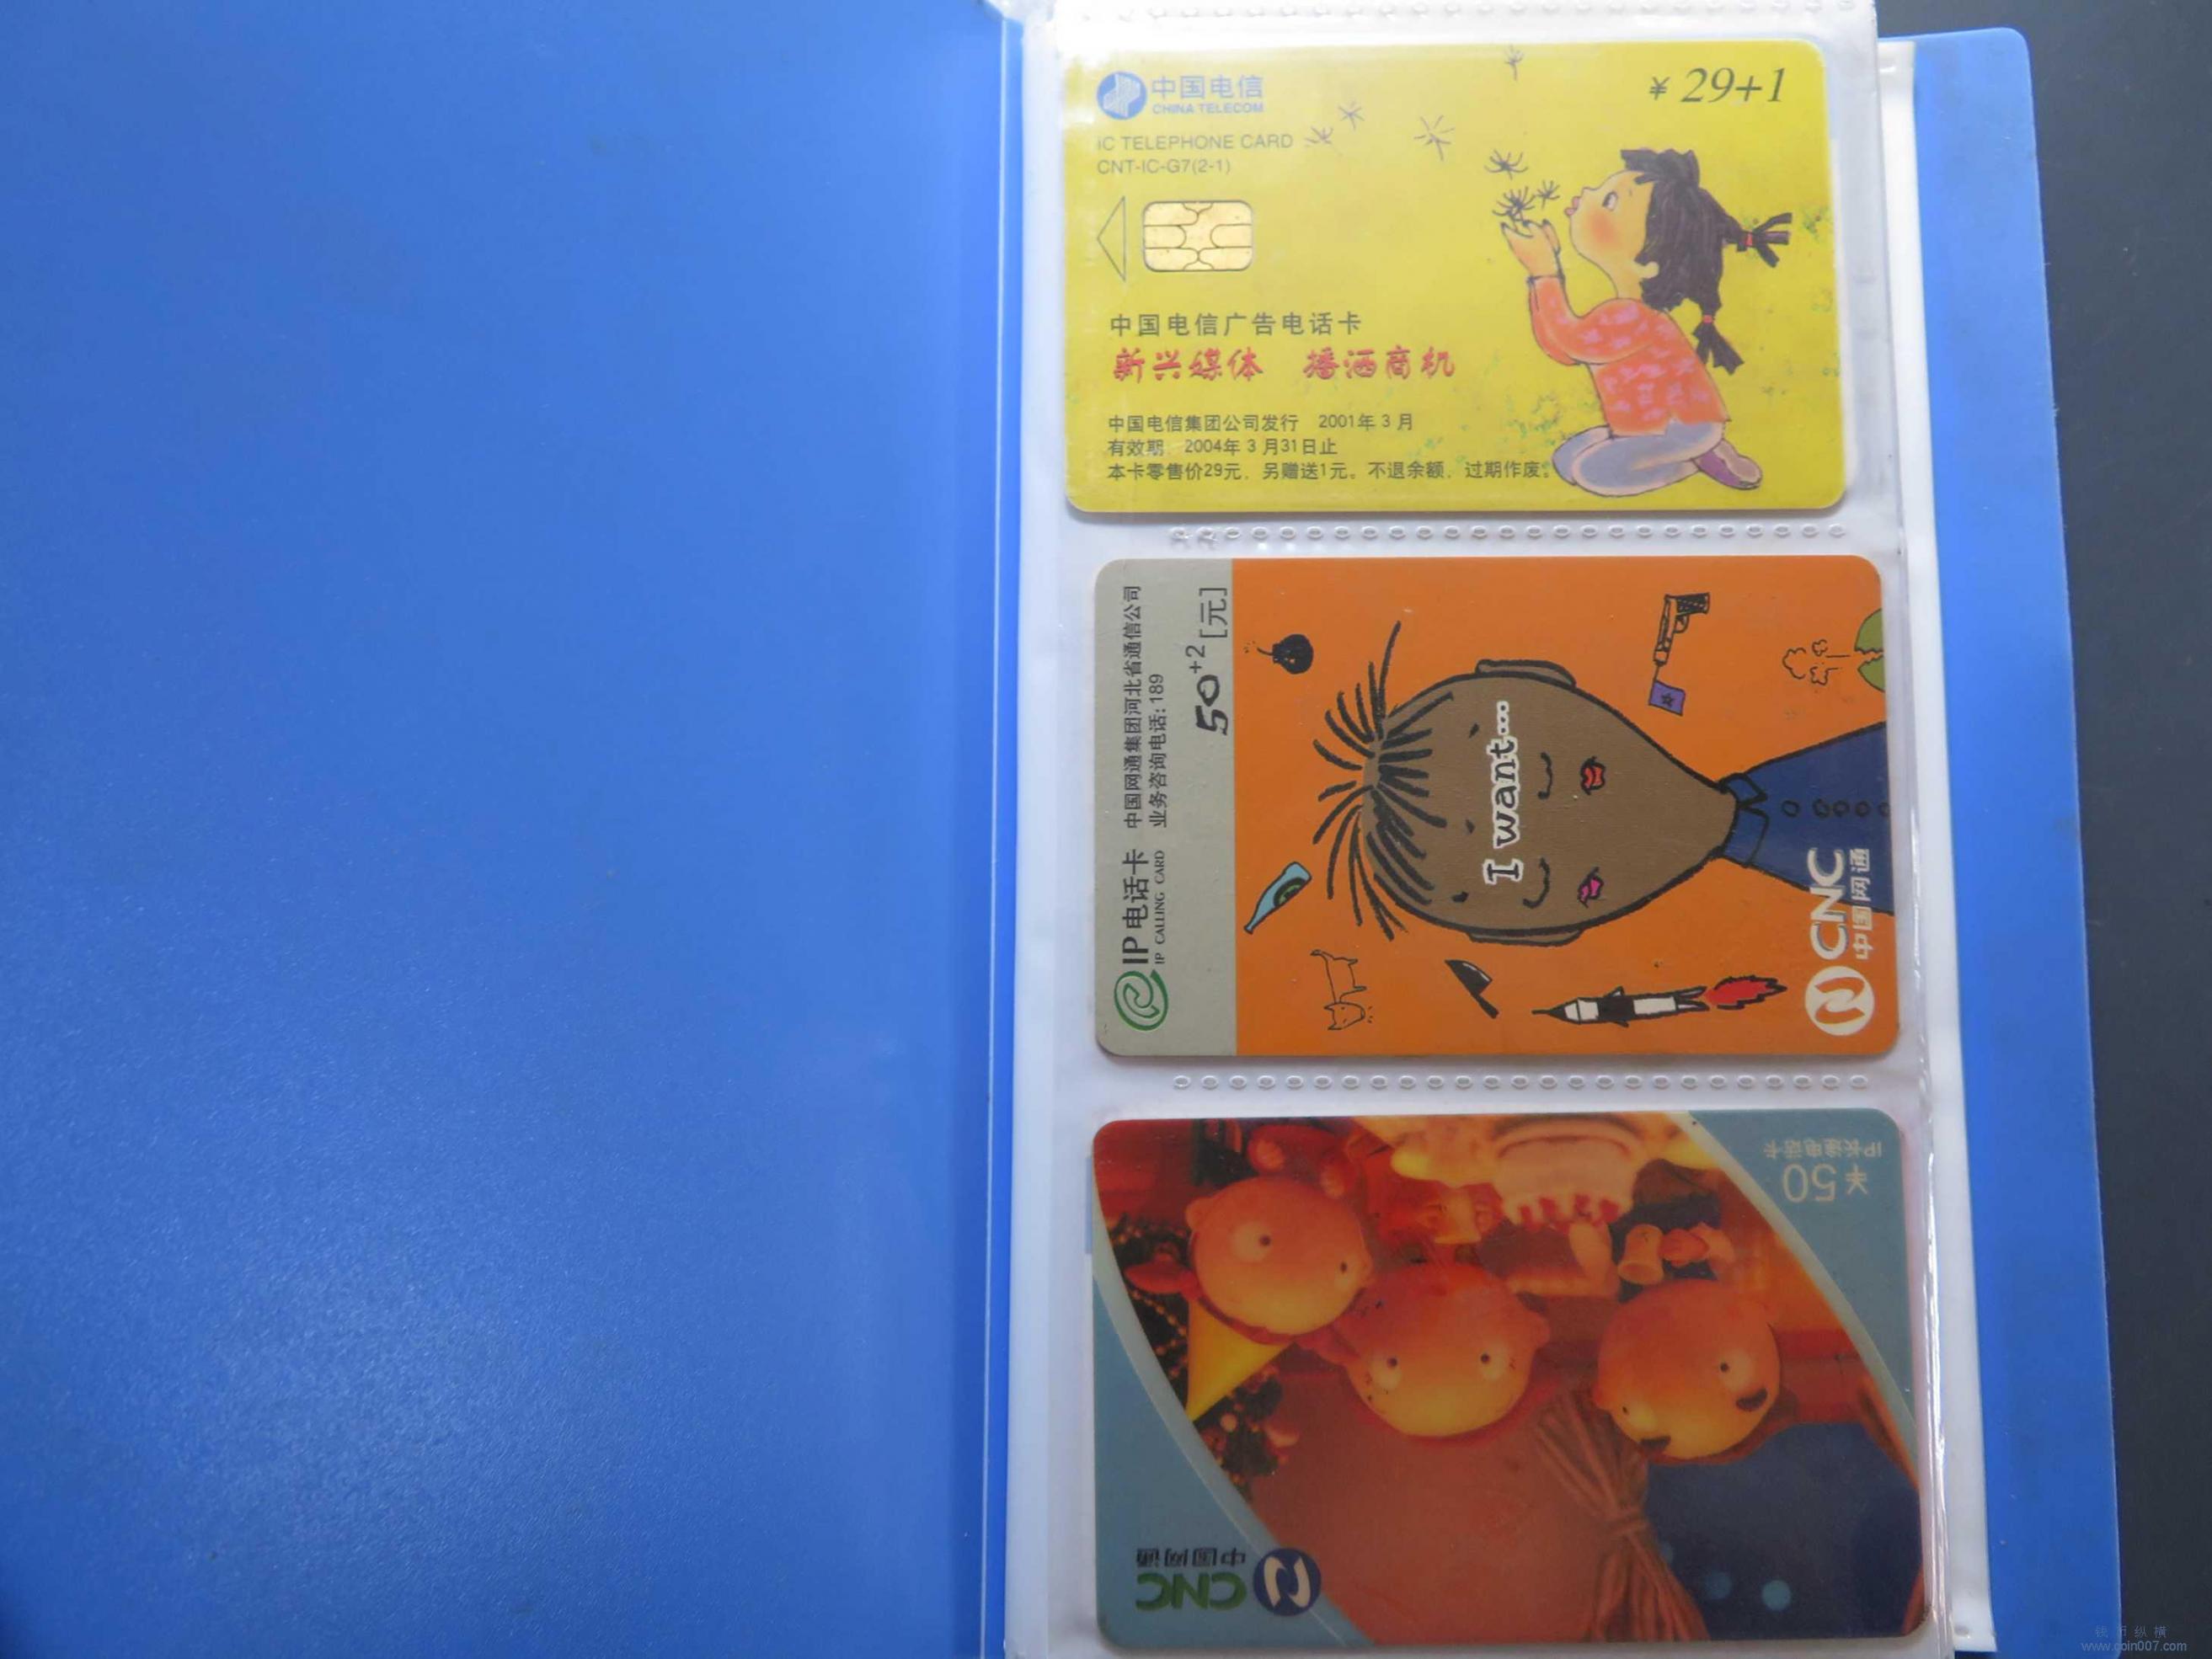 中国电信
CHINA TELECOM
¥ 29+1
IC TELEPHONE CARD
CNT-IC-G7(2-1)
中国电信广告电话卡
新兴媒体 播洒商机
中国电信集团公司发行 2001年3月
有效期 2004年3月31日止
本卡零售价29元，另赠送1元。不退余额，过期作废。
IP电话卡
IP CALLING CARD
中国网通集团河北省通信公司
业务咨询电话:189
50+2[元]
I want...
CNC
中国网通
IP长途电话卡
¥50
中国网通
CNC
钱币纵横
www.coin007.com